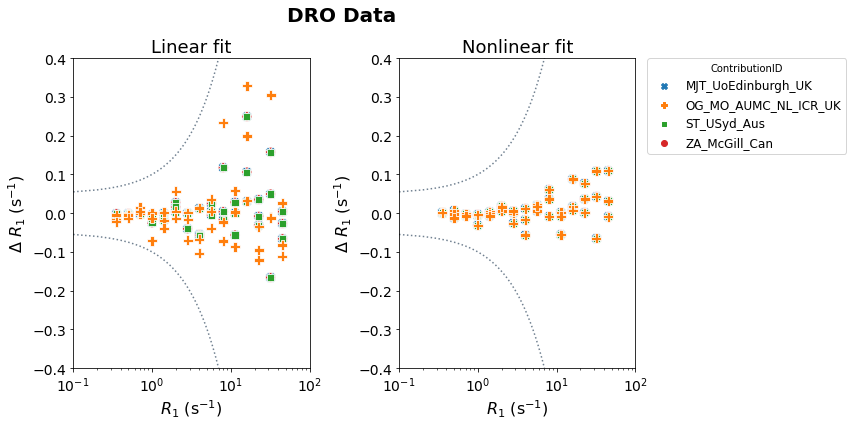 DRO Data
Linear fit
0.4
0.3
0.2
0.1
0.0
−0.1
−0.2
−0.3
−0.4
Δ R₁ (s⁻¹)
10⁻¹ 10⁰ 10¹ 10²
R₁ (s⁻¹)
Nonlinear fit
0.4
0.3
0.2
0.1
0.0
−0.1
−0.2
−0.3
−0.4
Δ R₁ (s⁻¹)
10⁻¹ 10⁰ 10¹ 10²
R₁ (s⁻¹)
ContributionID
MJT_UoEdinburgh_UK
OG_MO_AUMC_NL_ICR_UK
ST_USyd_Aus
ZA_McGill_Can